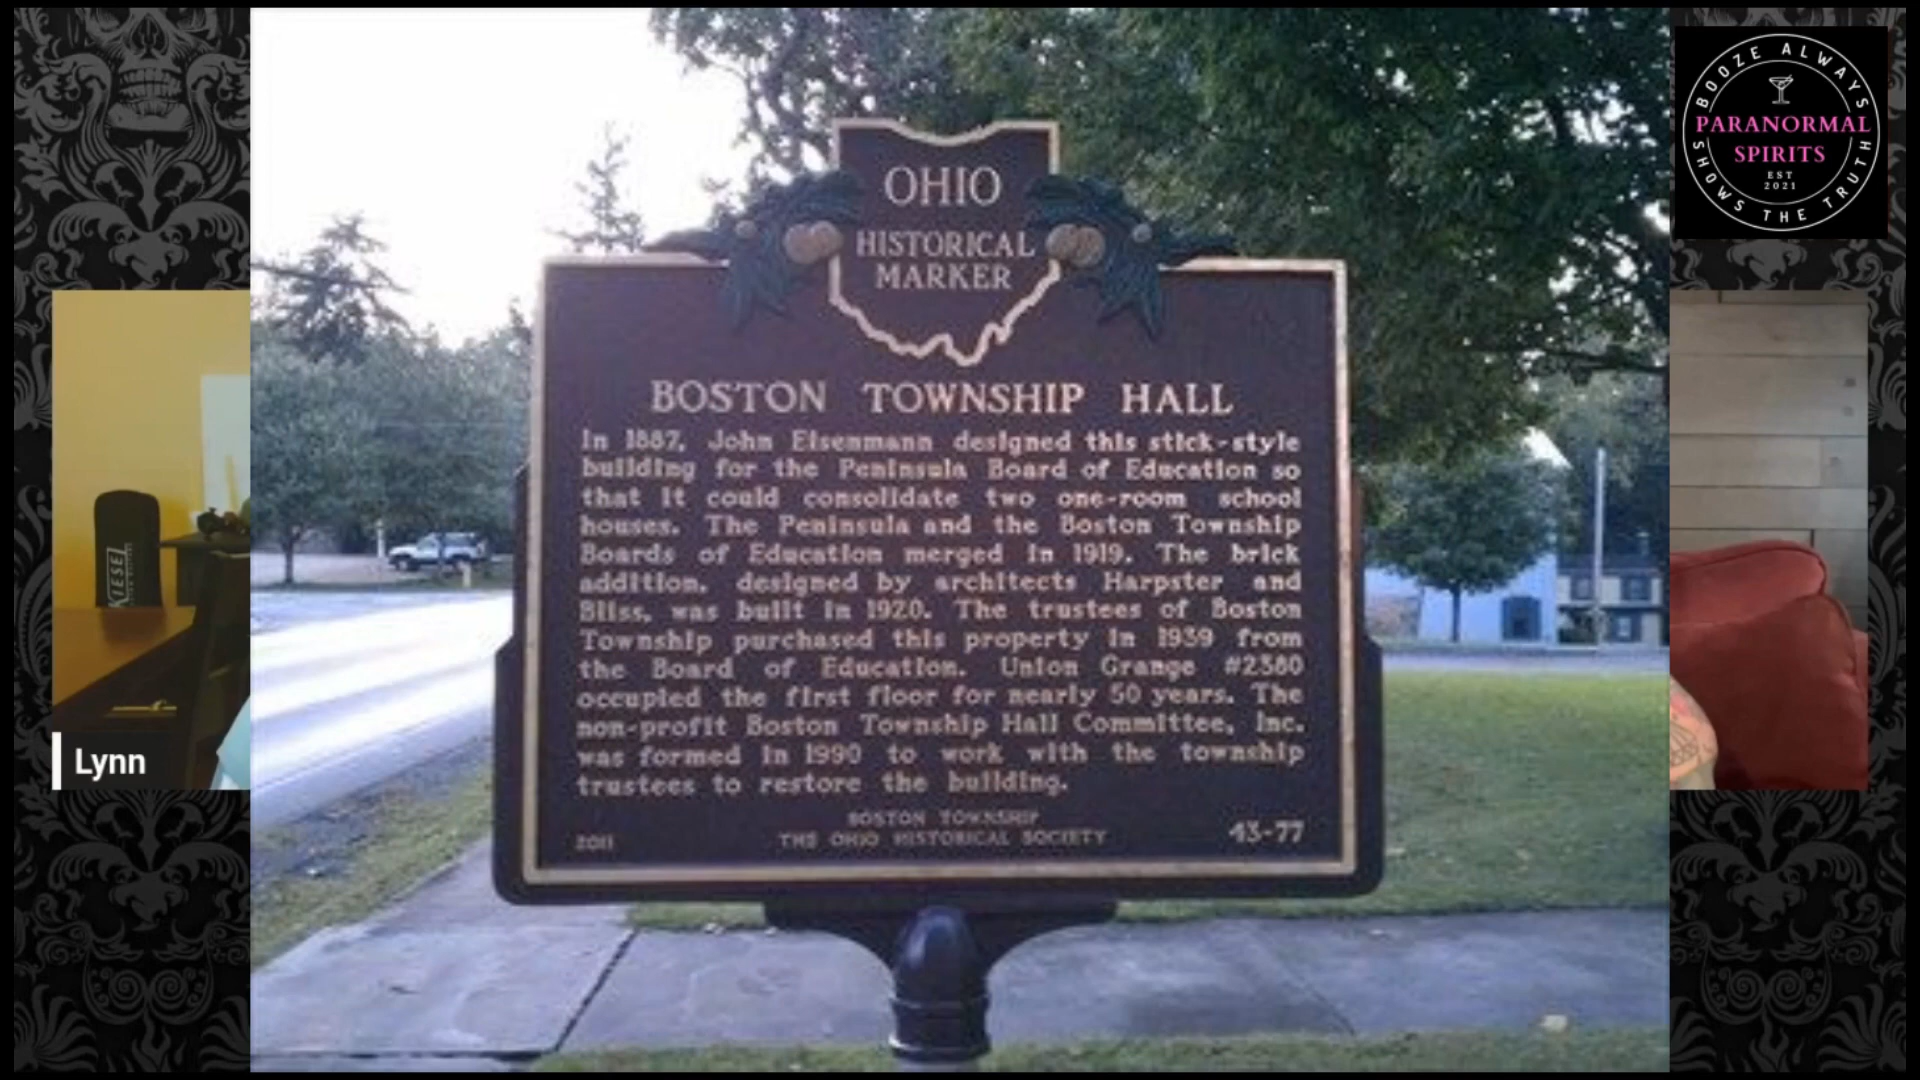 BOOZE ALWAYS
PARANORMAL
SPIRITS
EST
2021
SHOWS THE TRUTH
OHIO
HISTORICAL
MARKER
BOSTON TOWNSHIP HALL
In 1887, John Eisenmann designed this stick-style
building for the Peninsula Board of Education so
that it could consolidate two one-room school
houses. The Peninsula and the Boston Township
Boards of Education merged in 1919. The brick
addition, designed by architects Harpster and
Bliss, was built in 1920. The trustees of Boston
Township purchased this property in 1939 from
the Board of Education. Union Grange #2380
occupied the first floor for nearly 50 years. The
non-profit Boston Township Hall Committee, Inc.
was formed in 1990 to work with the township
trustees to restore the building.
BOSTON TOWNSHIP
THE OHIO HISTORICAL SOCIETY
2011
43-77
KIESEL
Lynn